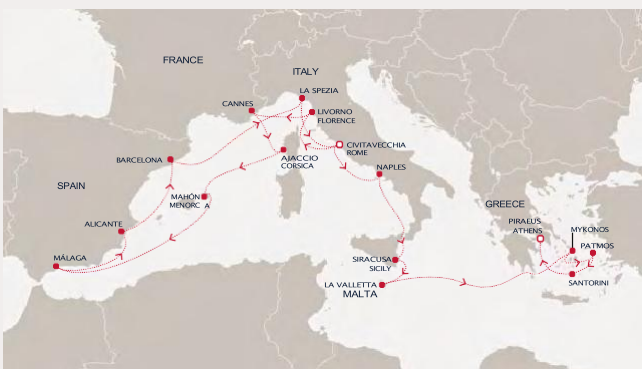 FRANCE
ITALY
LA SPEZIA
CANNES
LIVORNO
FLORENCE
CIVITAVECCHIA
ROME
BARCELONA
AJACCIO
CORSICA
NAPLES
SPAIN
MAHÓN
MENORC A
GREECE
PIRALUS
ATHENS
MYKONOS
ALICANTE
PATMOS
MÁLAGA
SIRACUSA
SICILY
SANTORINI
LA VALLETTA
MALTA